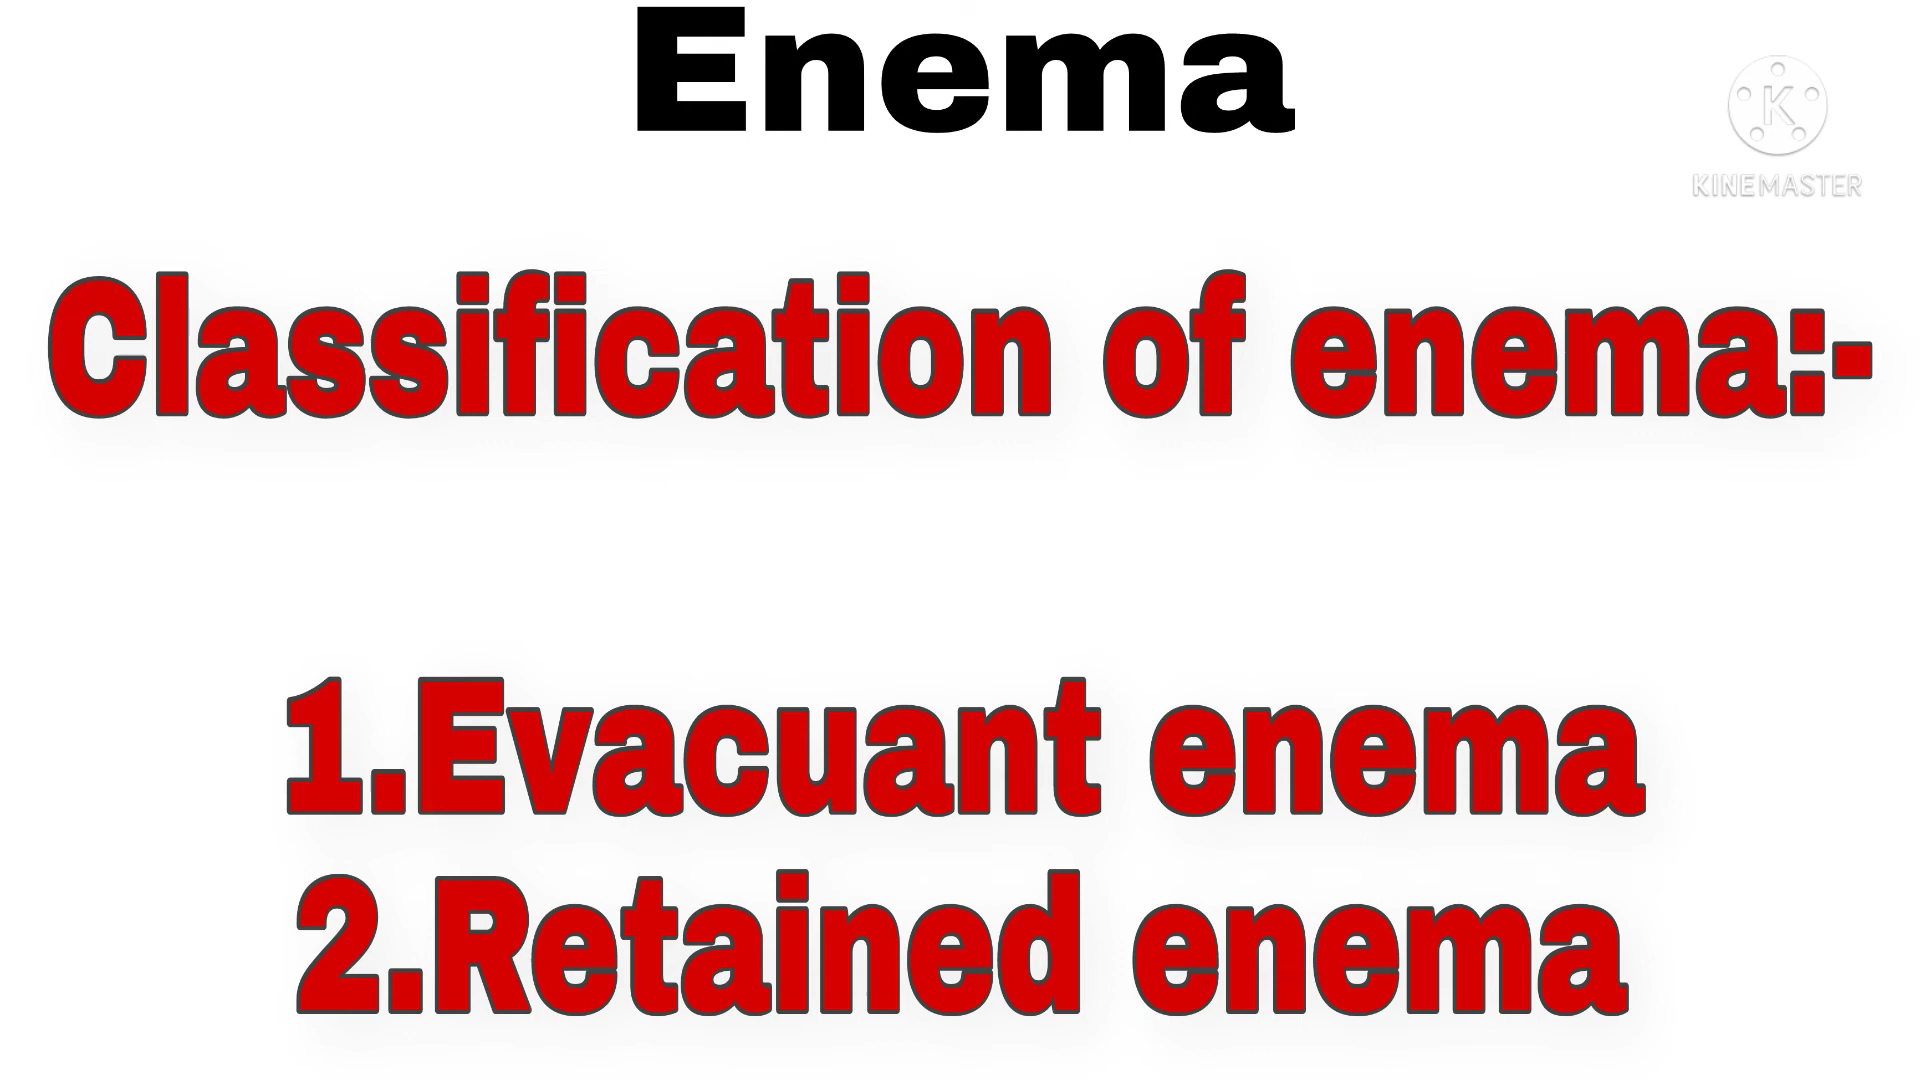 Enema
K
KINEMASTER
Classification of enema:-
1.Evacuant enema
2.Retained enema